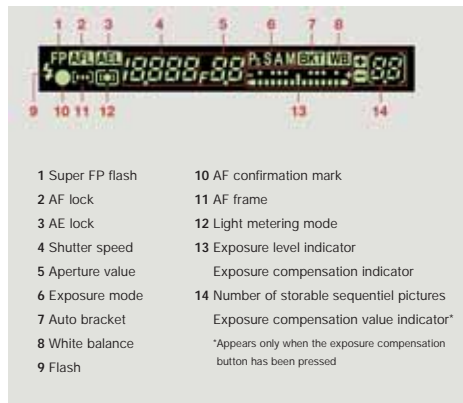 1 2 3 4 5 6 7 8
FP AFL AEL 18888 F88 Ps S A M BKT WB + 88
9 10 11 12 13 14
1 Super FP flash
2 AF lock
3 AE lock
4 Shutter speed
5 Aperture value
6 Exposure mode
7 Auto bracket
8 White balance
9 Flash
10 AF confirmation mark
11 AF frame
12 Light metering mode
13 Exposure level indicator
Exposure compensation indicator
14 Number of storable sequentiel pictures
Exposure compensation value indicator*
*Appears only when the exposure compensation
button has been pressed